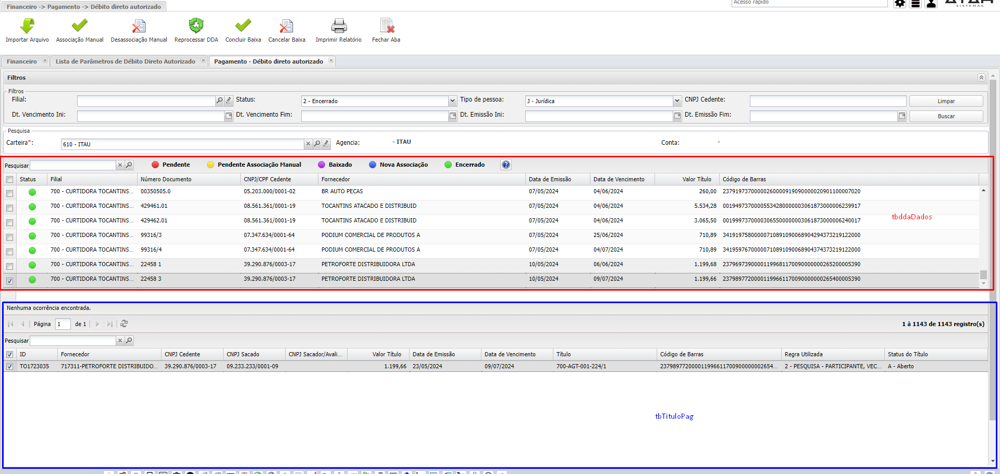 Financeiro -> Pagamento -> Débito direto autorizado
Acesso rápido
SISTEMAS
Importar Arquivo
Associação Manual
Desassociação Manual
Reprocessar DDA
Concluir Baixa
Cancelar Baixa
Imprimir Relatório
Fechar Aba
Financeiro
Lista de Parâmetros de Débito Direto Autorizado
Pagamento - Débito direto autorizado
Filtros
Filtros
Filial: Status: 2 - Encerrado Tipo de pessoa: J - Jurídica CNPJ Cedente: Limpar
Dt. Vencimento Ini: Dt. Vencimento Fim: Dt. Emissão Ini: Dt. Emissão Fim: Buscar
Pesquisa
Carteira*: 610 - ITAU Agencia: - ITAU Conta: -
Pesquisar Pendente Pendente Associação Manual Baixado Nova Associação Encerrado
Status Filial Número Documento CNPJ/CPF Cedente Fornecedor Data de Emissão Data de Vencimento Valor Título Código de Barras
700 - CURTIDORA TOCANTINS... 00350505.0 05.203.000/0001-02 BR AUTO PECAS 07/05/2024 04/06/2024 260,00 23791973700000260000919090000020901100007020
700 - CURTIDORA TOCANTINS... 429461.01 08.561.361/0001-19 TOCANTINS ATACADO E DISTRIBUID 07/05/2024 04/06/2024 5.534,28 00194973700005534280000003061873000006239917
tbddaDados
700 - CURTIDORA TOCANTINS... 429462.01 08.561.361/0001-19 TOCANTINS ATACADO E DISTRIBUID 07/05/2024 04/06/2024 3.065,50 00199973700003065500000003061873000006240017
700 - CURTIDORA TOCANTINS... 99316/3 07.347.634/0001-64 PODIUM COMERCIAL DE PRODUTOS A 07/05/2024 25/06/2024 710,89 34191975800000710891090068904294373219122000
700 - CURTIDORA TOCANTINS... 99316/4 07.347.634/0001-64 PODIUM COMERCIAL DE PRODUTOS A 07/05/2024 04/07/2024 710,89 34195976700000710891090068904374373219122000
700 - CURTIDORA TOCANTINS... 22458 1 39.290.876/0003-17 PETROFORTE DISTRIBUIDORA LTDA 10/05/2024 06/06/2024 1.199,68 23796973900001199681170090000000265200005390
700 - CURTIDORA TOCANTINS... 22458 3 39.290.876/0003-17 PETROFORTE DISTRIBUIDORA LTDA 10/05/2024 09/07/2024 1.199,66 23798977200001199661170090000000265400005390
Nenhuma ocorrência encontrada.
Página 1 de 1 1 à 1143 de 1143 registro(s)
Pesquisar
ID Fornecedor CNPJ Cedente CNPJ Sacado CNPJ Sacador/Avali... Valor Título Data de Emissão Data de Vencimento Título Código de Barras Regra Utilizada Status do Título
TO1723035 717311-PETROFORTE DISTRIBUIDO... 39.290.876/0003-17 09.233.233/0001-09 1.199,66 23/05/2024 09/07/2024 700-AGT-001-224/1 237989772000011996611700900000002654... 2 - PESQUISA - PARTICIPANTE, VEC... A - Aberto
tbTituloPag